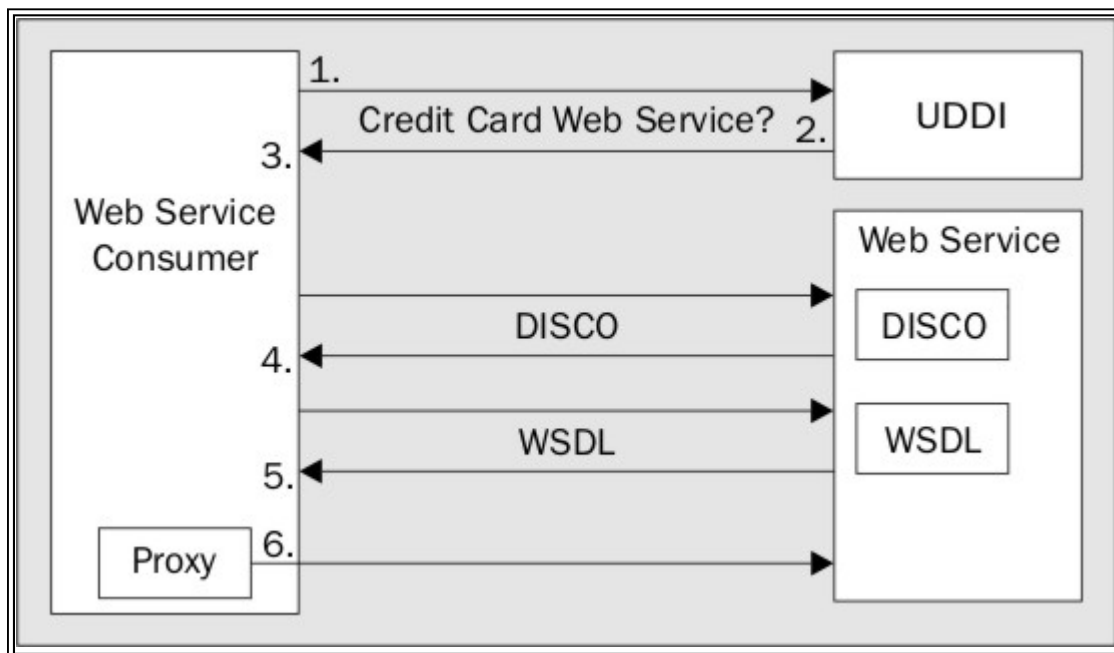 1.
Credit Card Web Service?
2.
UDDI
3.
Web Service
Consumer
Web Service
DISCO
DISCO
4.
WSDL
WSDL
5.
Proxy
6.